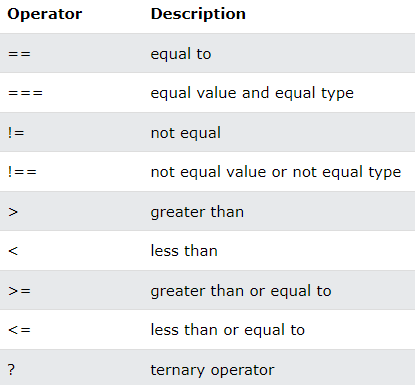 Operator Description
== equal to
=== equal value and equal type
!= not equal
!== not equal value or not equal type
> greater than
< less than
>= greater than or equal to
<= less than or equal to
? ternary operator